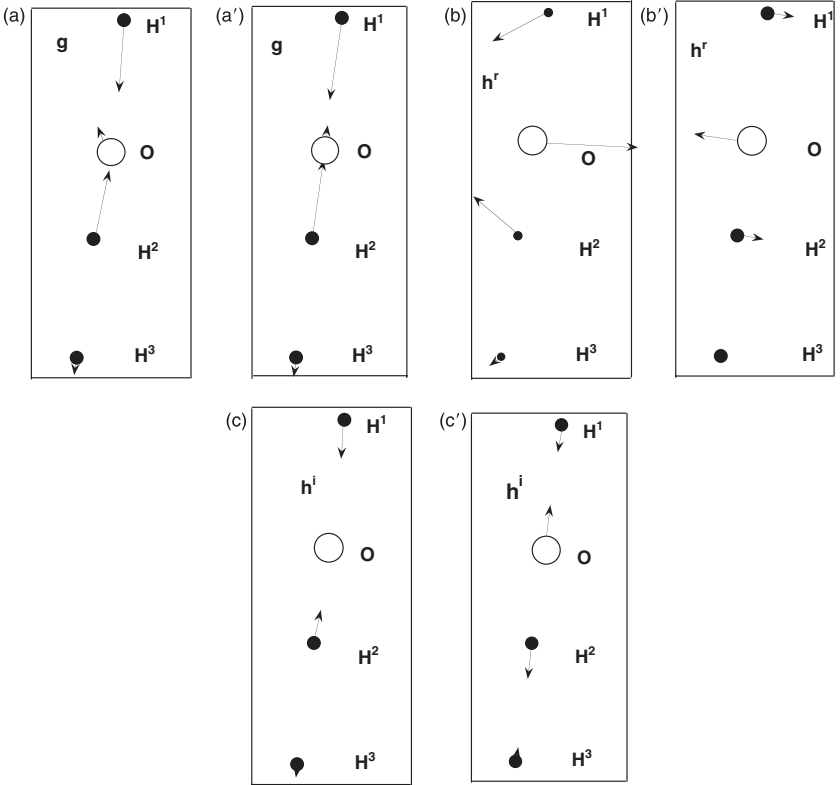 (a)
g
H¹
O
H²
H³
(a′)
g
H¹
O
H²
H³
(b)
hʳ
H¹
O
H²
H³
(b′)
hʳ
H¹
O
H²
H³
(c)
hⁱ
H¹
O
H²
H³
(c′)
hⁱ
H¹
O
H²
H³